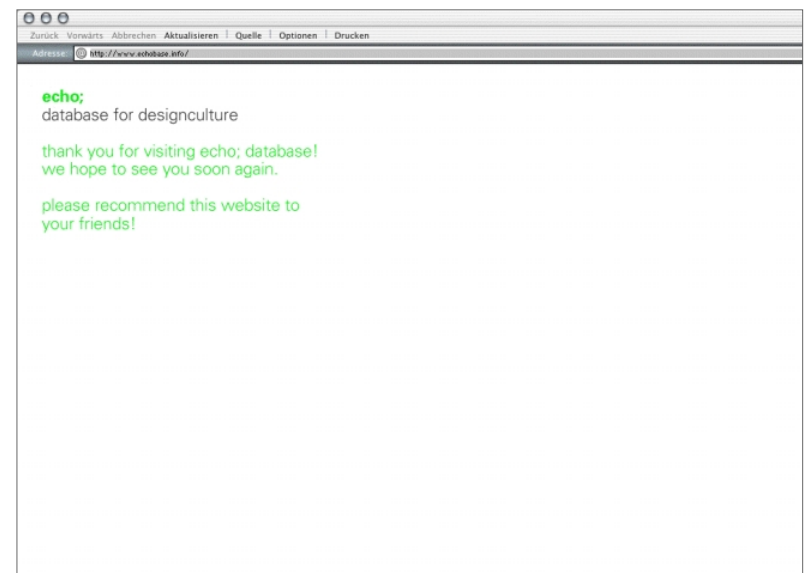 Zurück Vorwärts Abbrechen Aktualisieren Quelle Optionen Drucken
Adresse: @ http://www.echobase.info/
echo;
database for designculture
thank you for visiting echo; database!
we hope to see you soon again.
please recommend this website to
your friends!